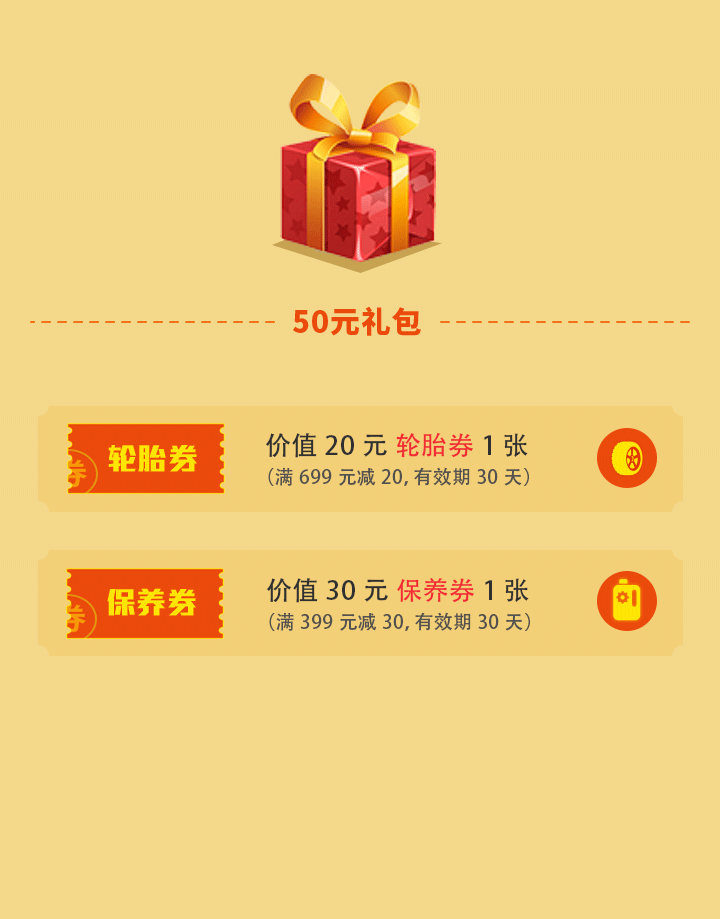 50元礼包
轮胎券
券
价值 20 元 轮胎券 1 张
(满 699 元减 20, 有效期 30 天)
保养券
券
价值 30 元 保养券 1 张
(满 399 元减 30, 有效期 30 天)